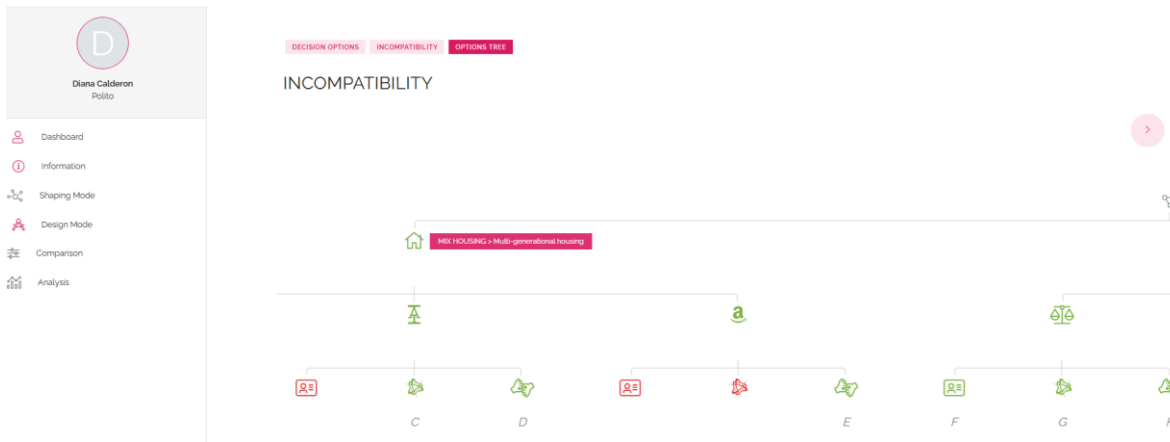 D
Diana Calderon
Polito
Dashboard
Information
Shaping Mode
Design Mode
Comparison
Analysis
DECISION OPTIONS INCOMPATIBILITY OPTIONS TREE
INCOMPATIBILITY
MIX HOUSING > Multi-generational housing
A a
C D E F G H